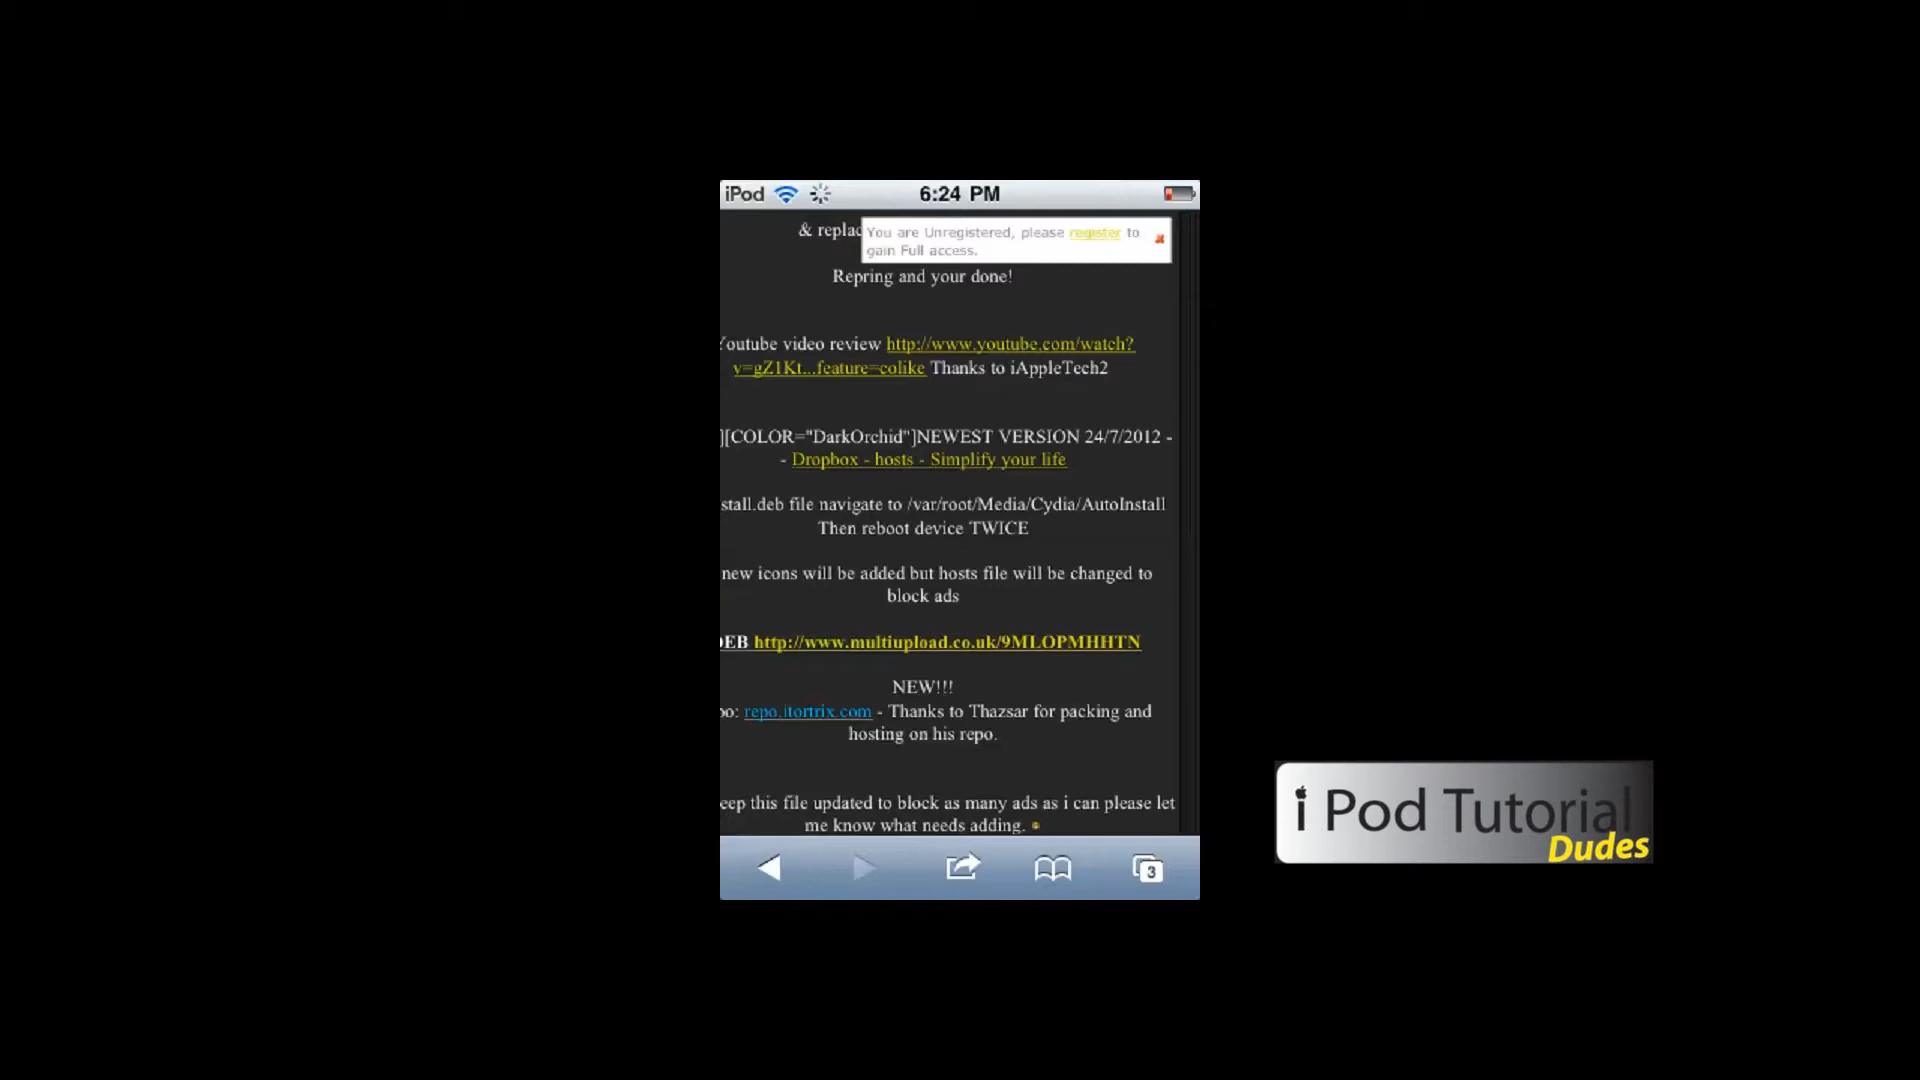 iPod 6:24 PM
& replac
You are Unregistered, please register to
gain Full access.
Repring and your done!
Youtube video review http://www.youtube.com/watch?
v=gZ1Kt...feature=colike Thanks to iAppleTech2
][COLOR="DarkOrchid"]NEWEST VERSION 24/7/2012 -
- Dropbox - hosts - Simplify your life
stall.deb file navigate to /var/root/Media/Cydia/AutoInstall
Then reboot device TWICE
new icons will be added but hosts file will be changed to
block ads
DEB http://www.multiupload.co.uk/9MLOPMHHTN
NEW!!!
po: repo.itortrix.com - Thanks to Thazsar for packing and
hosting on his repo.
eep this file updated to block as many ads as i can please let
me know what needs adding.
3
i Pod Tutorial
Dudes